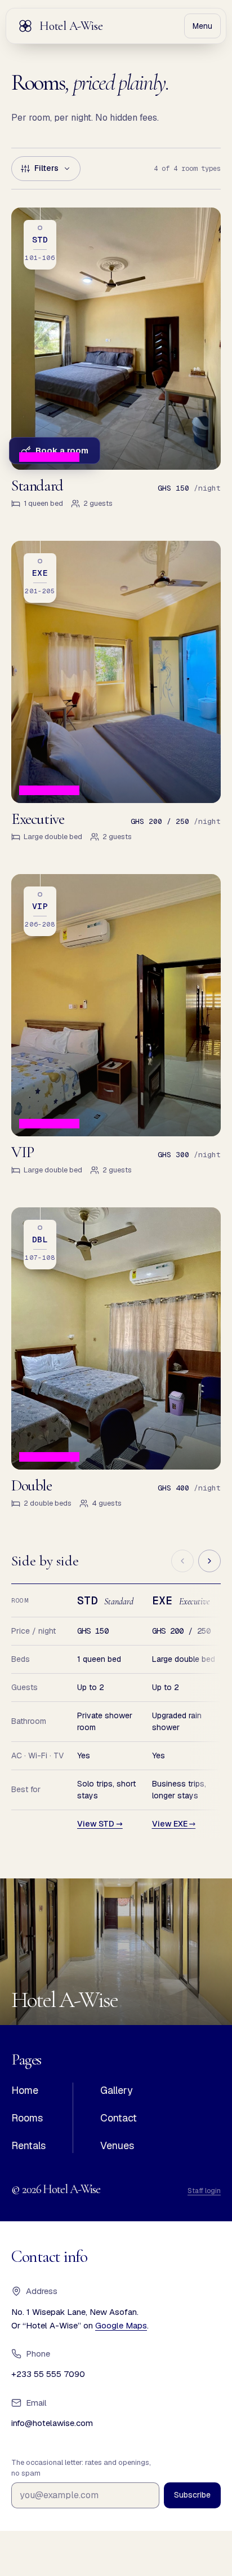 Hotel A-Wise
Menu
Rooms, priced plainly.
Per room, per night. No hidden fees.
Filters
4 of 4 room types
STD
101–106
Book a room
Standard
GHS 150 /night
1 queen bed
2 guests
EXE
201–205
Executive
GHS 200 / 250 /night
Large double bed
2 guests
VIP
206–208
VIP
GHS 300 /night
Large double bed
2 guests
DBL
107–108
Double
GHS 400 /night
2 double beds
4 guests
Side by side
ROOM
STD Standard
EXE Executive
Price / night
GHS 150
GHS 200 / 250
Beds
1 queen bed
Large double bed
Guests
Up to 2
Up to 2
Bathroom
Private shower
room
Upgraded rain
shower
AC · Wi-Fi · TV
Yes
Yes
Best for
Solo trips, short
stays
Business trips,
longer stays
View STD →
View EXE →
Hotel A-Wise
Pages
Home
Gallery
Rooms
Contact
Rentals
Venues
© 2026 Hotel A-Wise
Staff login
Contact info
Address
No. 1 Wisepak Lane, New Asofan.
Or “Hotel A-Wise” on Google Maps.
Phone
+233 55 555 7090
Email
info@hotelawise.com
The occasional letter: rates and openings,
no spam
you@example.com
Subscribe